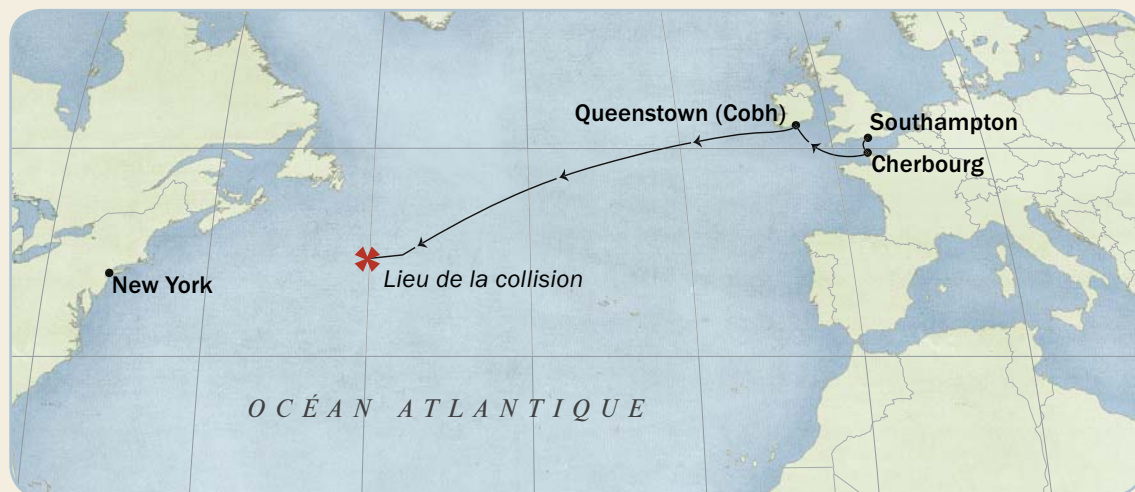 Queenstown (Cobh)
Southampton
Cherbourg
Lieu de la collision
New York
OCÉAN ATLANTIQUE